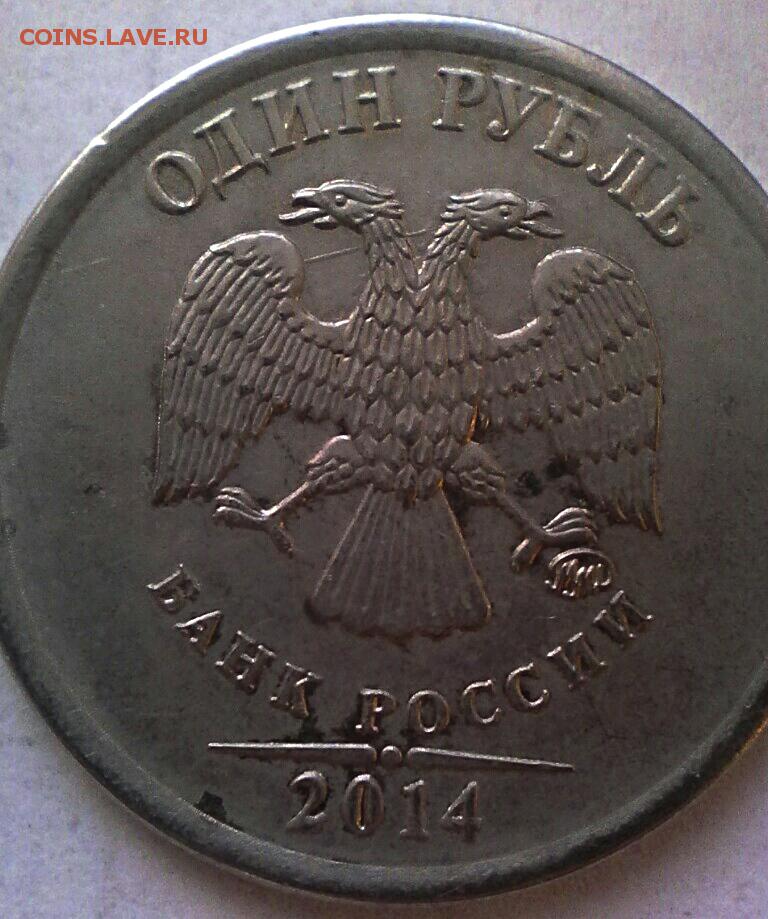 COINS.LAVE.RU
ОДИН РУБЛЬ
БАНК РОССИИ
2014